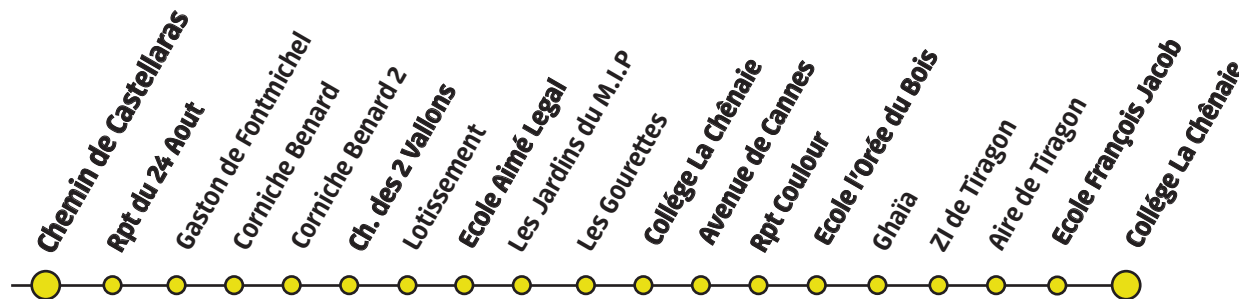 Chemin de Castellaras
Rpt du 24 Aout
Gaston de Fontmichel
Corniche Benard
Corniche Benard 2
Ch. des 2 Vallons
Lotissement
Ecole Aimé Legal
Les Jardins du M.I.P
Les Gourettes
Collége La Chênaie
Avenue de Cannes
Rpt Coulour
Ecole l'Orée du Bois
Ghaïa
ZI de Tiragon
Aire de Tiragon
Ecole François Jacob
Collége La Chênaie